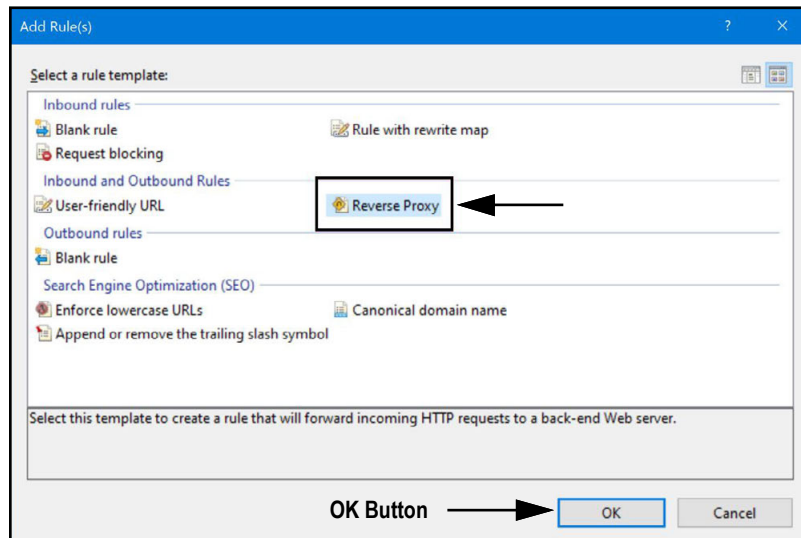 Add Rule(s) ?
Select a rule template:
Inbound rules
Blank rule Rule with rewrite map
Request blocking
Inbound and Outbound Rules
User-friendly URL Reverse Proxy
Outbound rules
Blank rule
Search Engine Optimization (SEO)
Enforce lowercase URLs Canonical domain name
Append or remove the trailing slash symbol
Select this template to create a rule that will forward incoming HTTP requests to a back-end Web server.
OK Button OK Cancel